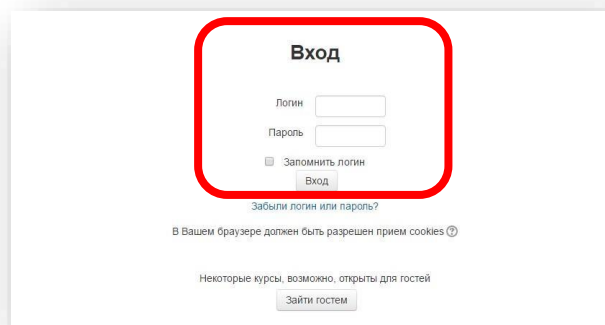 Вход
Логин
Пароль
Запомнить логин
Вход
Забыли логин или пароль?
В Вашем браузере должен быть разрешен прием cookies ?
Некоторые курсы, возможно, открыты для гостей
Зайти гостем